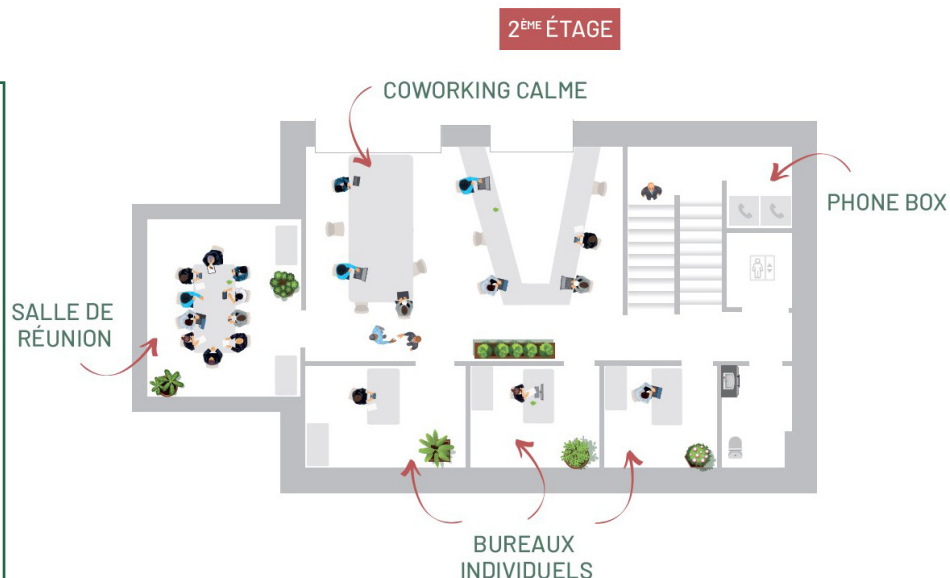 2ÈME ÉTAGE
COWORKING CALME
PHONE BOX
SALLE DE
RÉUNION
BUREAUX
INDIVIDUELS